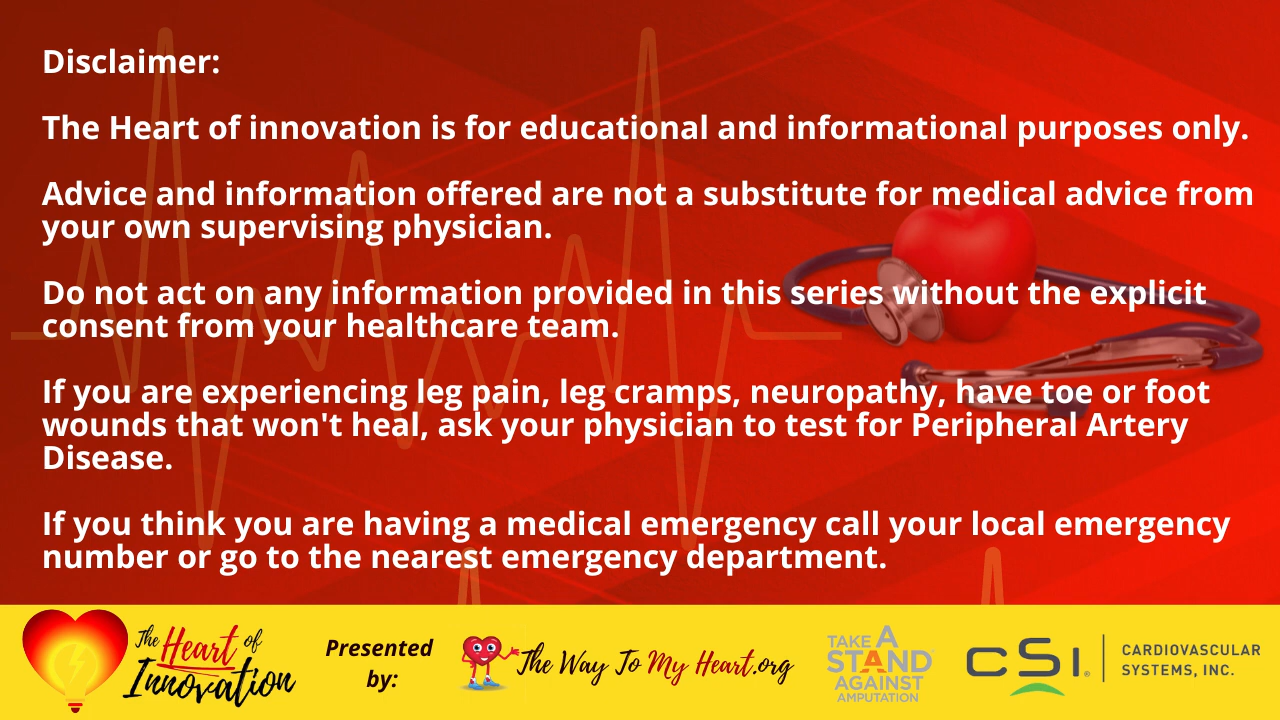 Disclaimer:
The Heart of innovation is for educational and informational purposes only.
Advice and information offered are not a substitute for medical advice from
your own supervising physician.
Do not act on any information provided in this series without the explicit
consent from your healthcare team.
If you are experiencing leg pain, leg cramps, neuropathy, have toe or foot
wounds that won't heal, ask your physician to test for Peripheral Artery
Disease.
If you think you are having a medical emergency call your local emergency
number or go to the nearest emergency department.
The Heart of
Innovation
Presented
by:
The Way To My Heart.org
TAKE A
STAND
AGAINST
AMPUTATION
CSI®
CARDIOVASCULAR
SYSTEMS, INC.